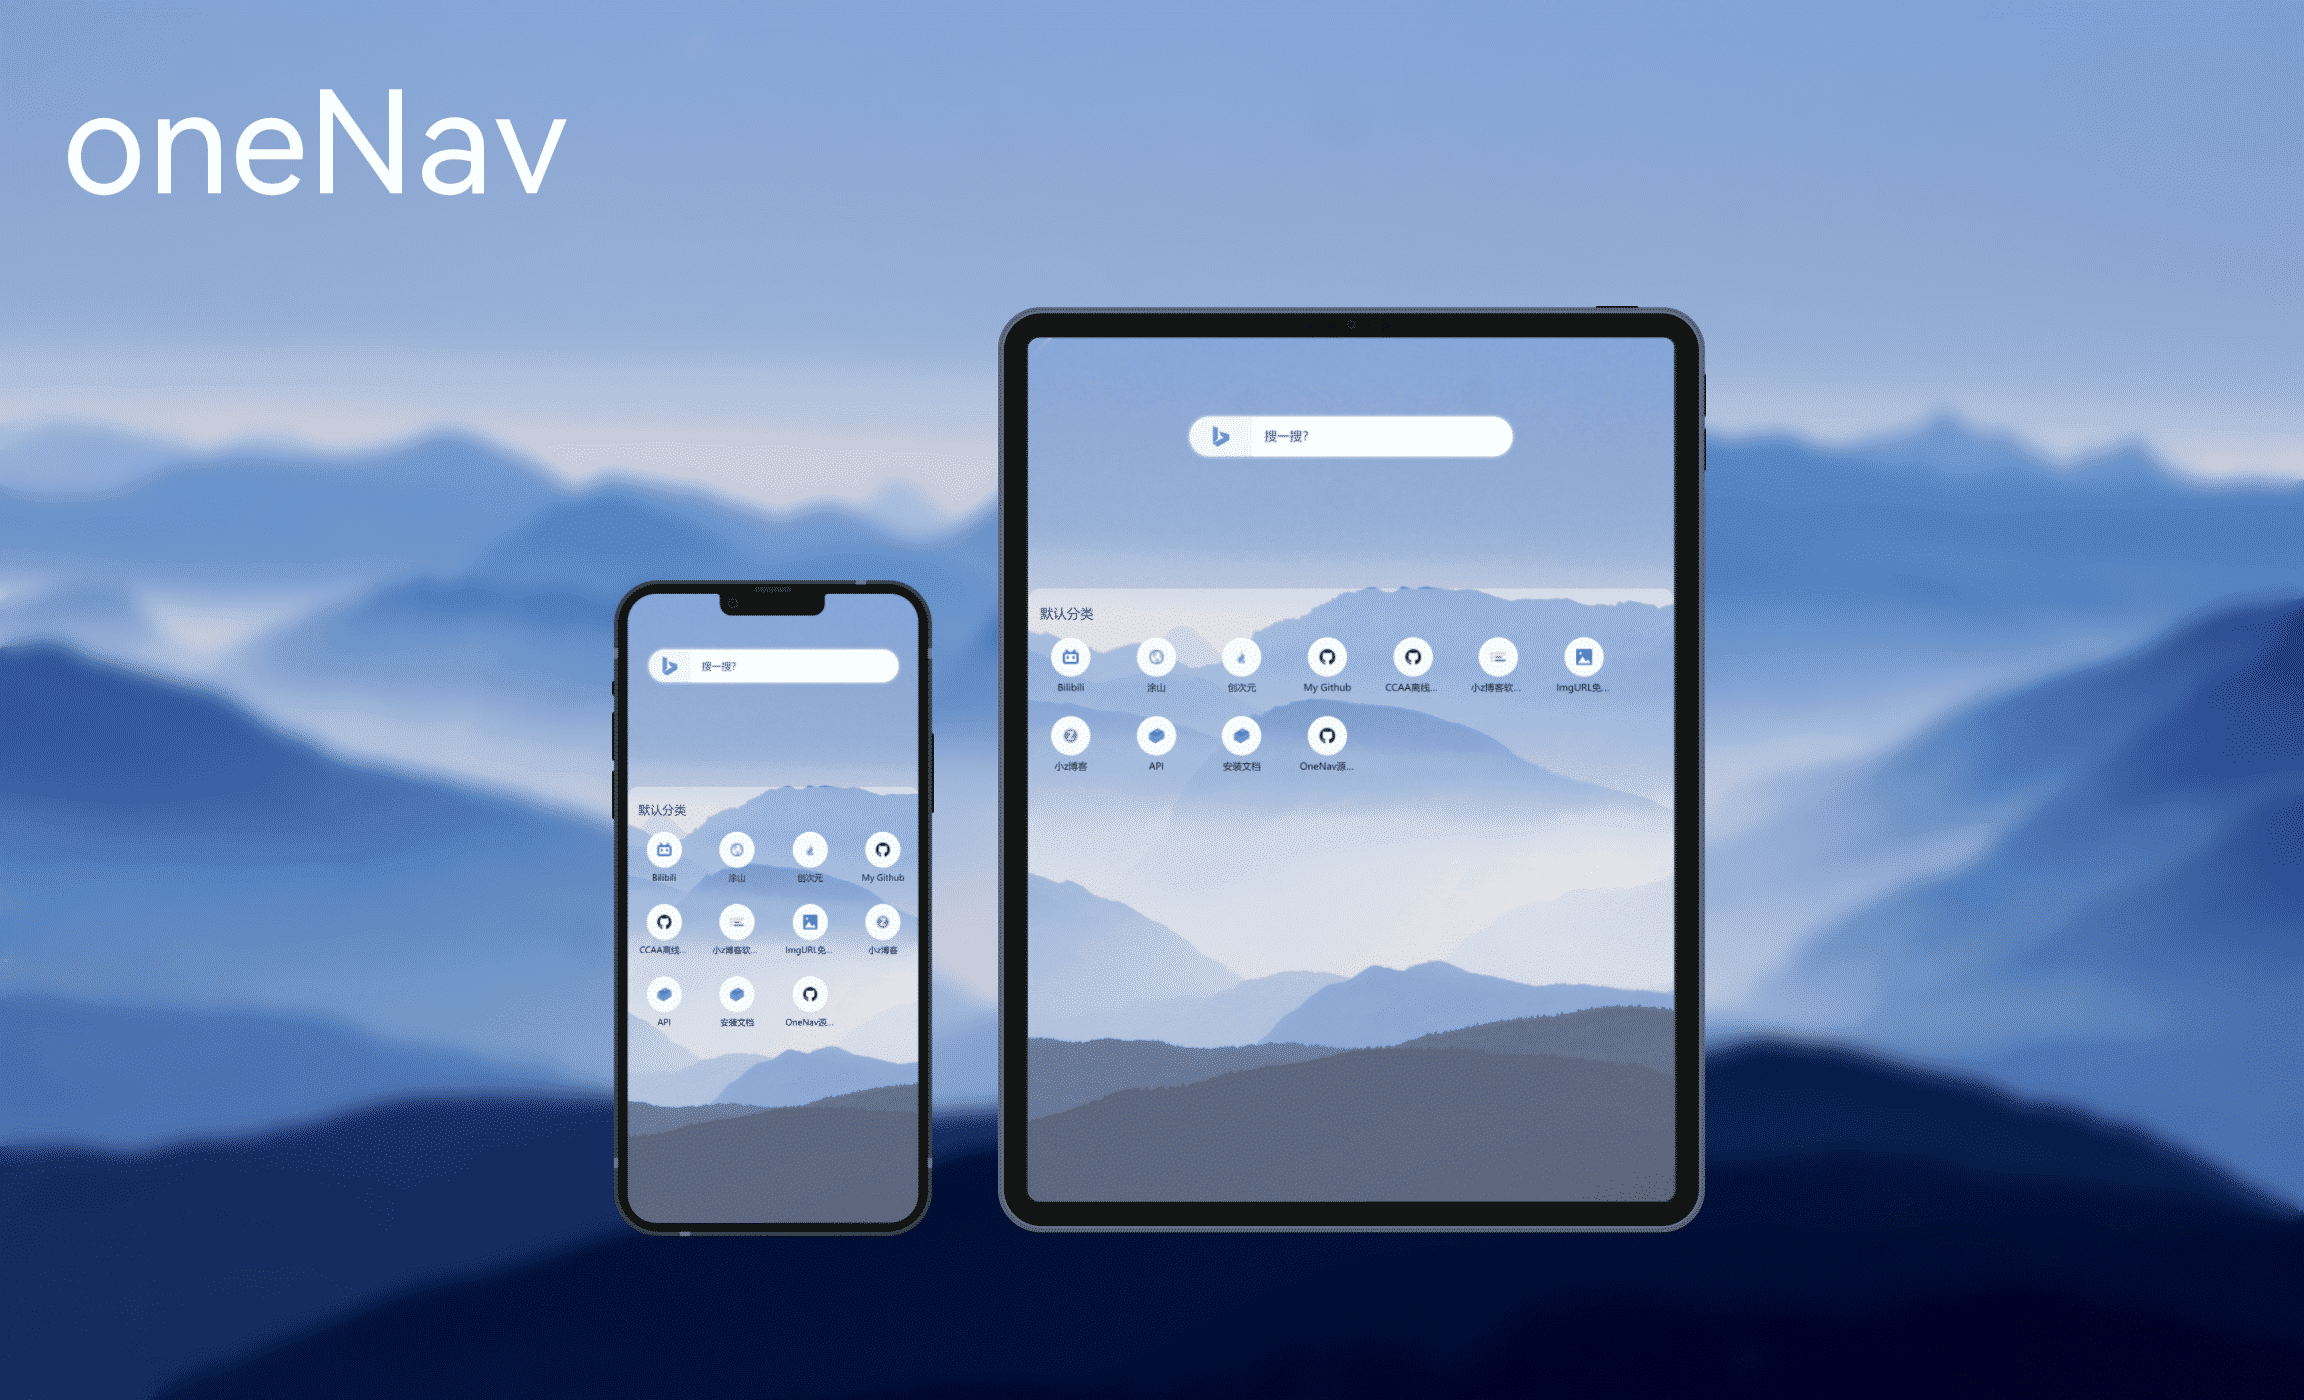 oneNav
搜一搜?
默认分类
Bilibili 涂山 创次元 My Github
CCAA离线... 小z博客软... ImgURL免... 小z博客
API 安装文档 OneNav源...
搜一搜?
默认分类
Bilibili 涂山 创次元 My Github CCAA离线... 小z博客软... ImgURL免...
小z博客 API 安装文档 OneNav源...